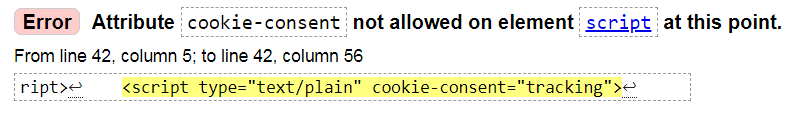 Error Attribute cookie-consent not allowed on element script at this point.
From line 42, column 5; to line 42, column 56
ript>↩ <script type="text/plain" cookie-consent="tracking">↩